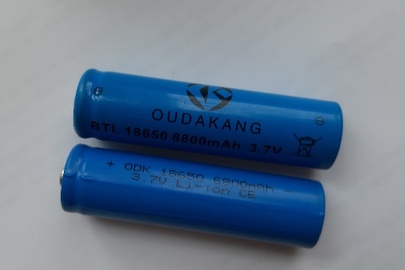 OUDAKANG
BTL 18650 8800mAh 3.7V
+ ODK 18650 6800mAh
3.7V Li-ion CE